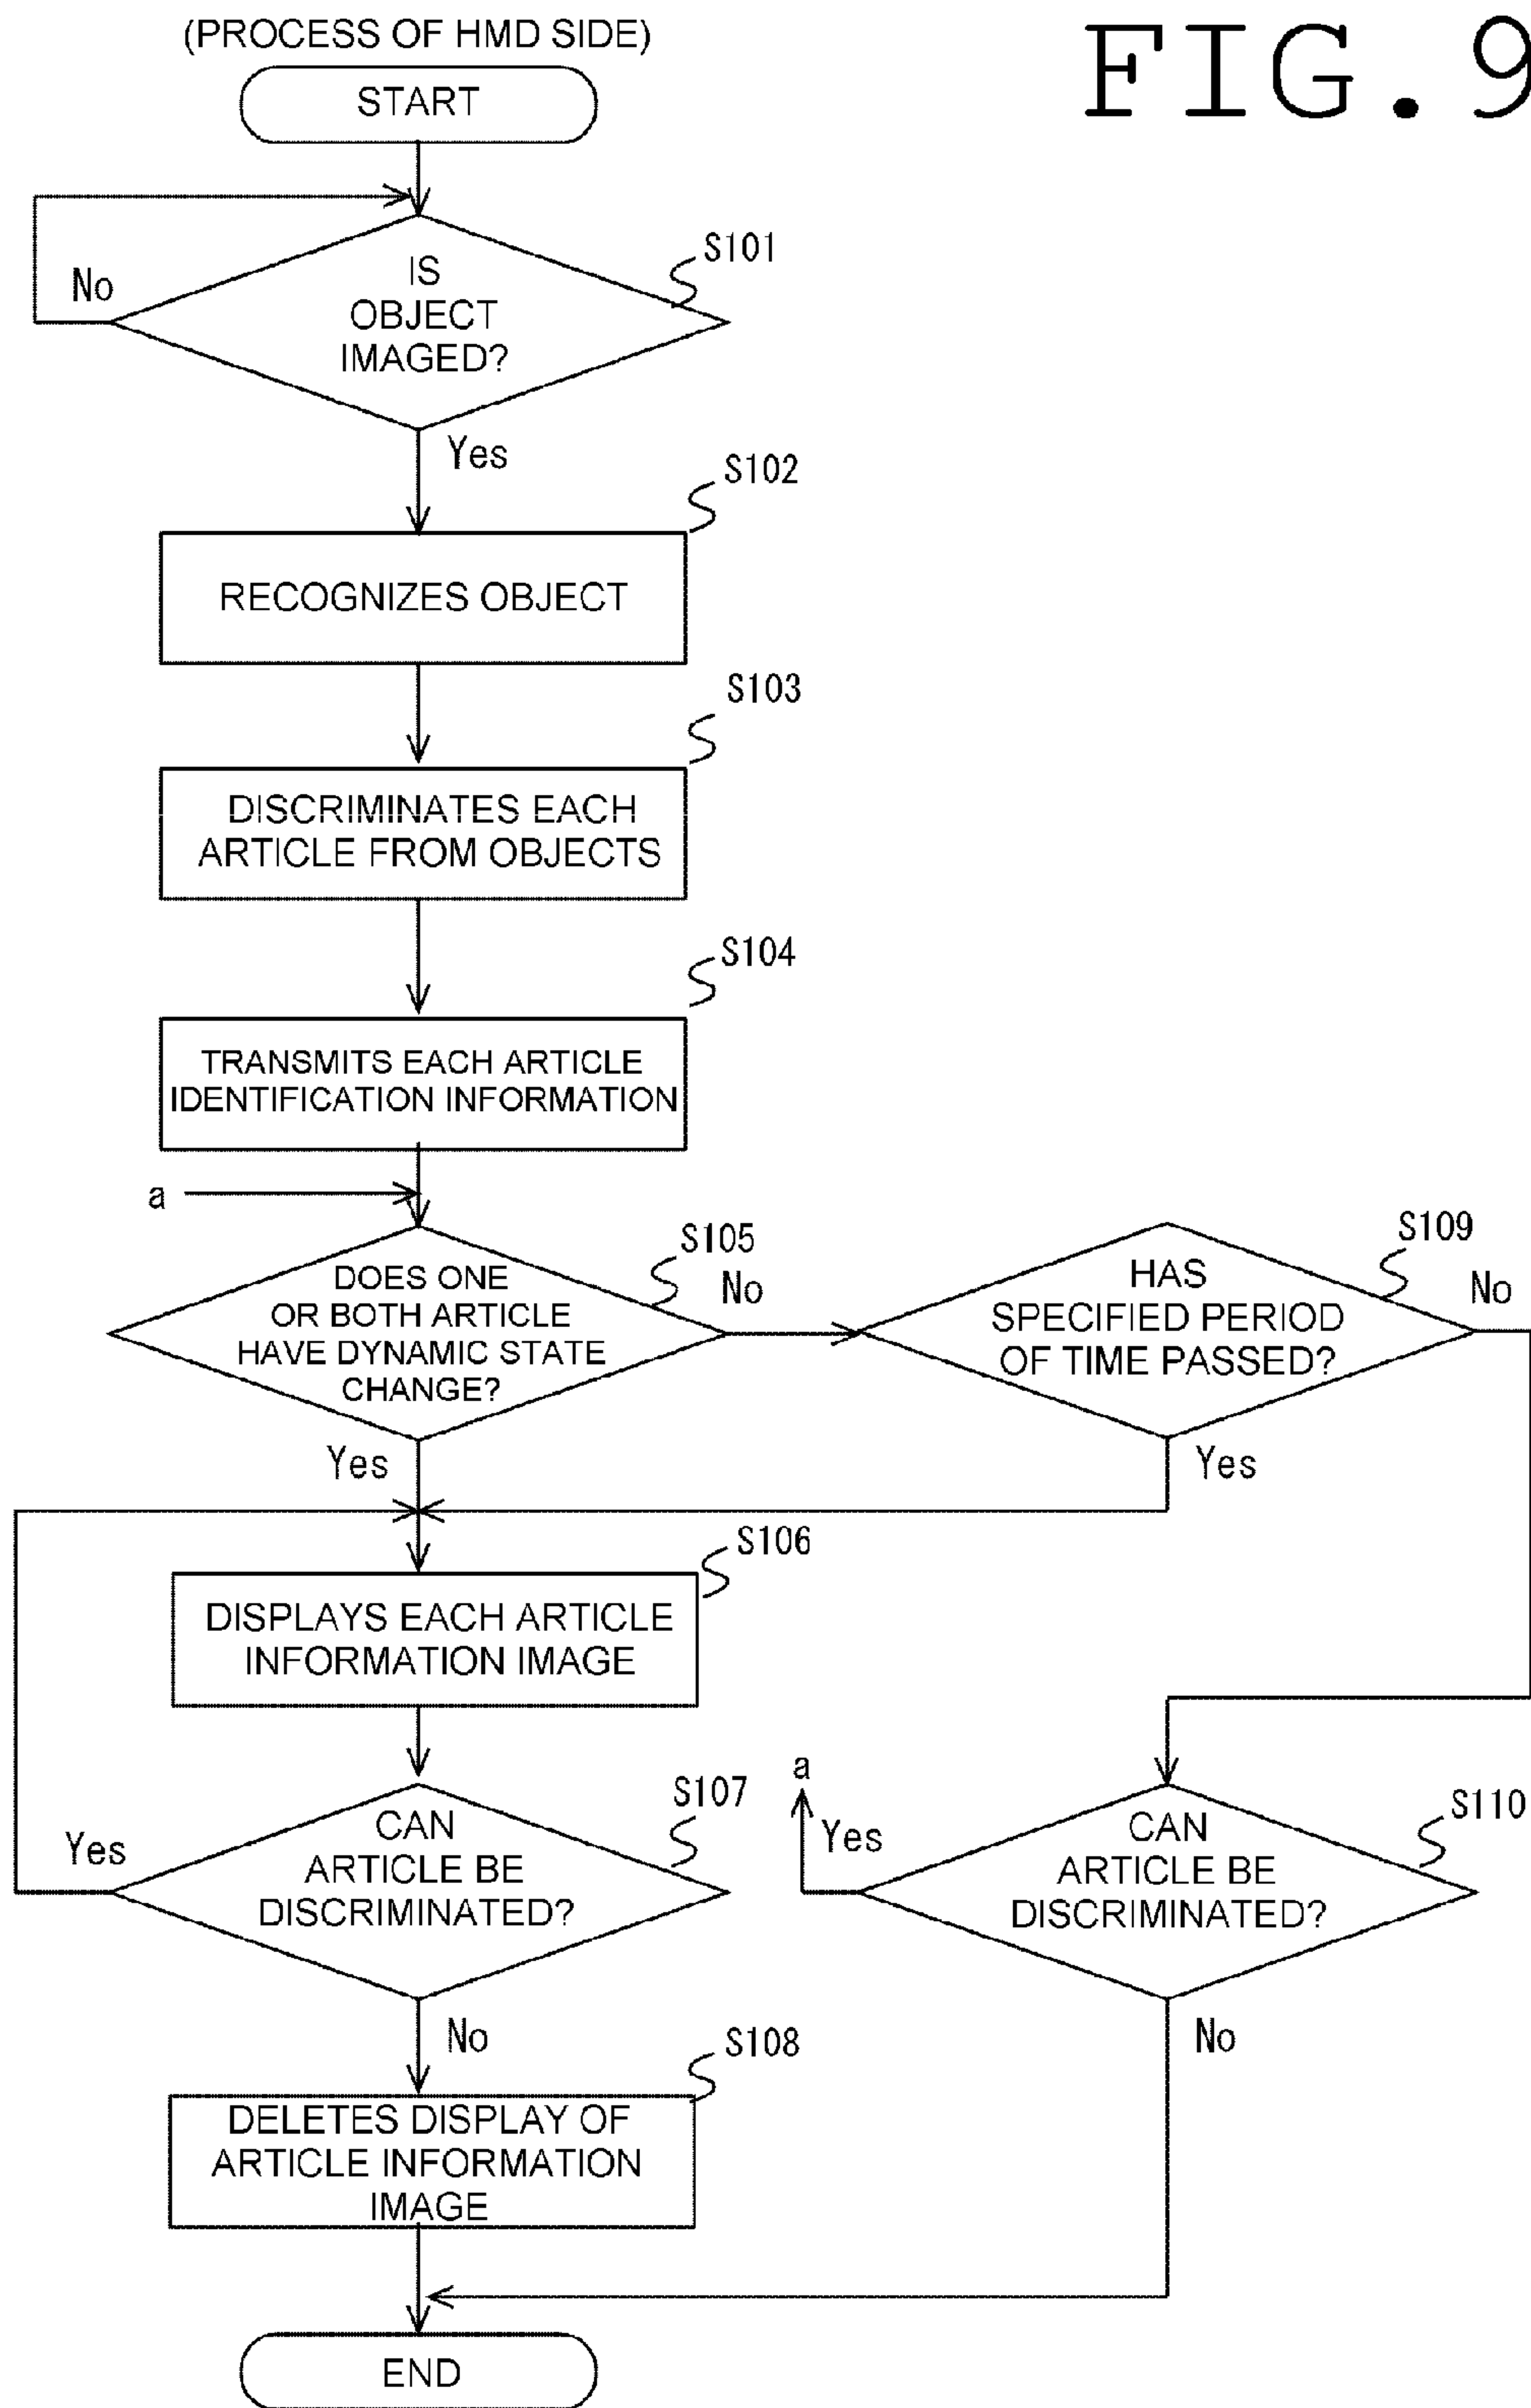 (PROCESS OF HMD SIDE)
FIG.9
START
S101
IS
OBJECT
IMAGED?
No
Yes
S102
RECOGNIZES OBJECT
S103
DISCRIMINATES EACH
ARTICLE FROM OBJECTS
S104
TRANSMITS EACH ARTICLE
IDENTIFICATION INFORMATION
a
S105
DOES ONE
OR BOTH ARTICLE
HAVE DYNAMIC STATE
CHANGE?
No
Yes
S109
HAS
SPECIFIED PERIOD
OF TIME PASSED?
No
Yes
S106
DISPLAYS EACH ARTICLE
INFORMATION IMAGE
S107
CAN
ARTICLE BE
DISCRIMINATED?
Yes
No
a
S110
CAN
ARTICLE BE
DISCRIMINATED?
Yes
No
S108
DELETES DISPLAY OF
ARTICLE INFORMATION
IMAGE
END